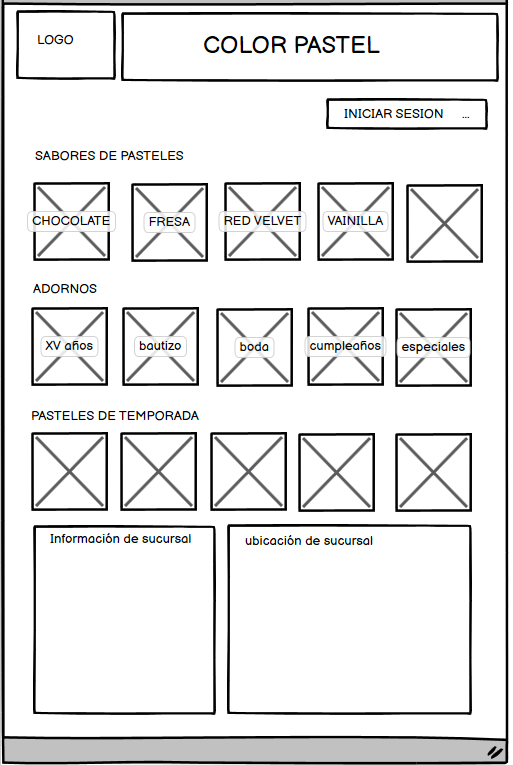 LOGO
COLOR PASTEL
INICIAR SESION ...
SABORES DE PASTELES
CHOCOLATE
FRESA
RED VELVET
VAINILLA
ADORNOS
XV años
bautizo
boda
cumpleaños
especiales
PASTELES DE TEMPORADA
Información de sucursal
ubicación de sucursal